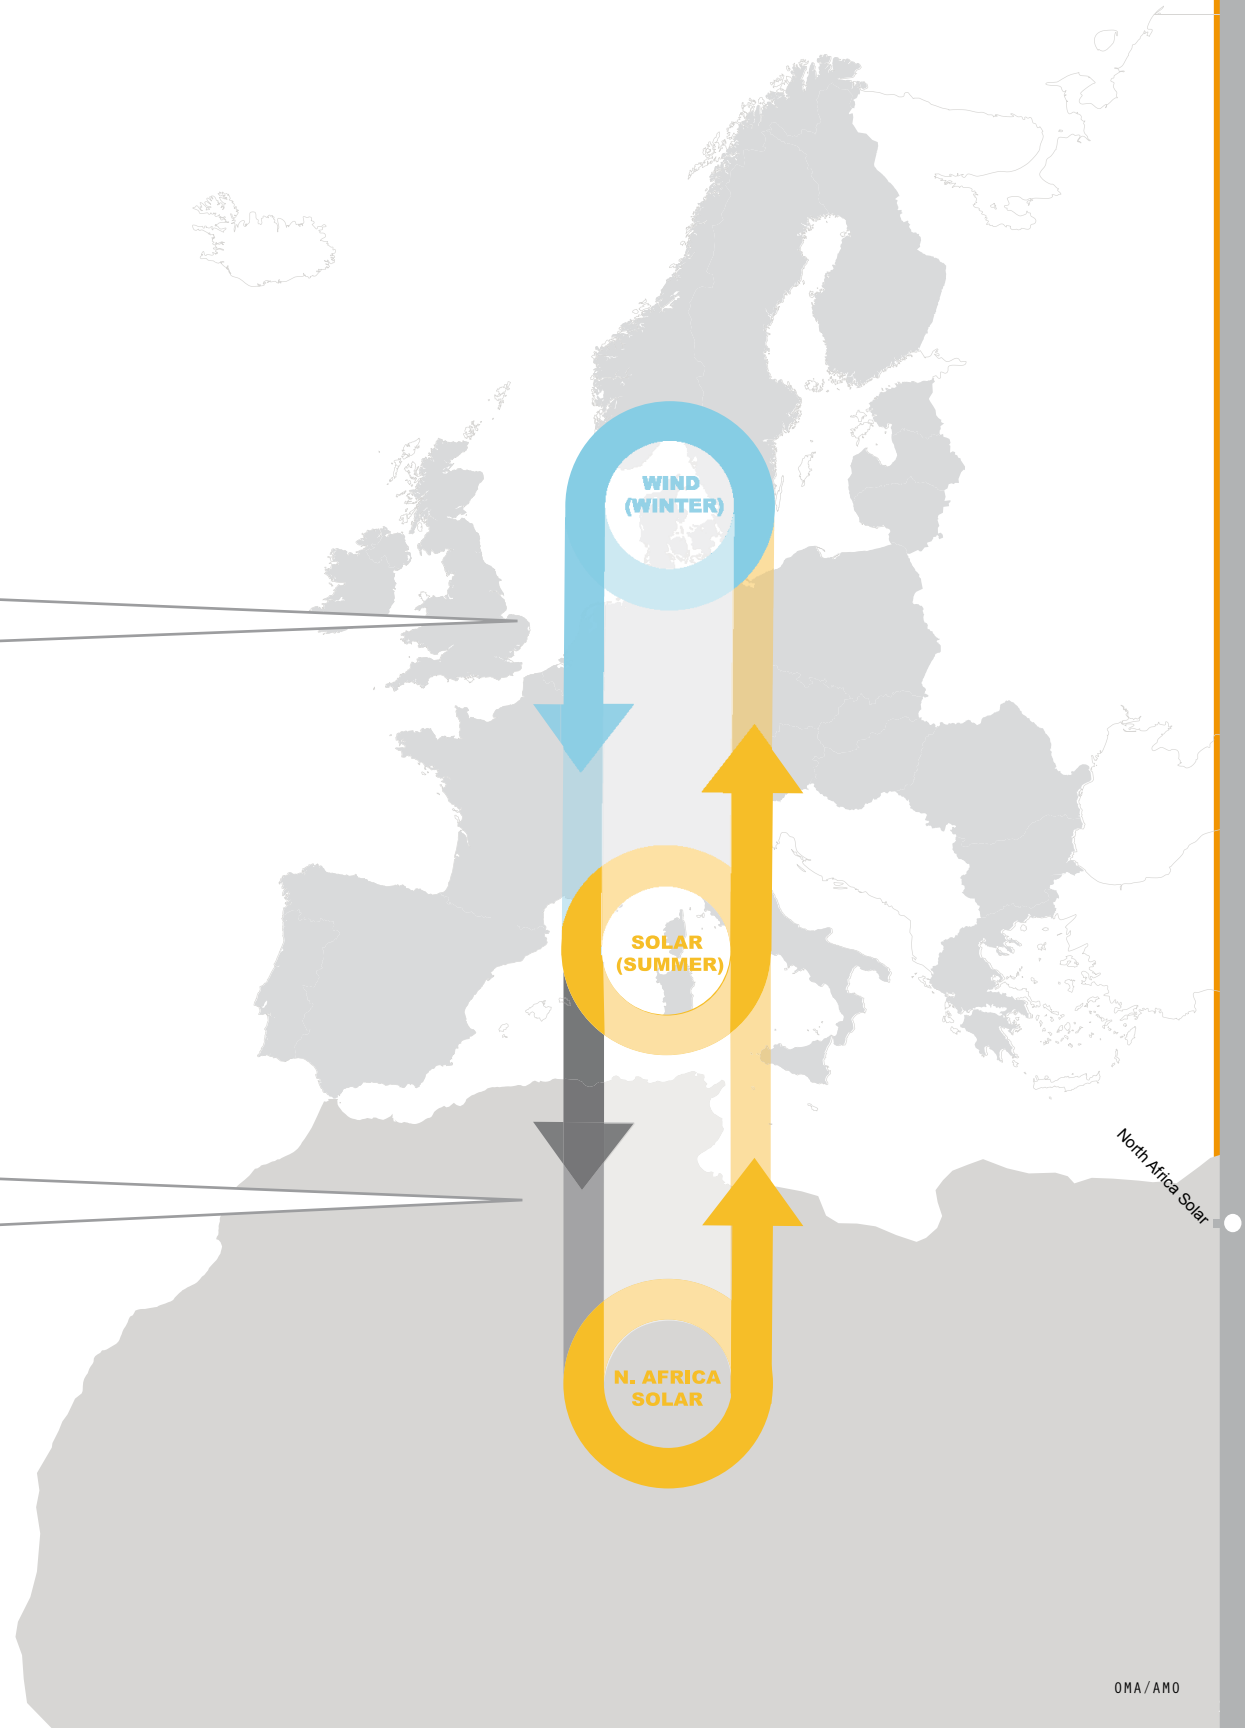 WIND
(WINTER)
SOLAR
(SUMMER)
North Africa Solar
N. AFRICA
SOLAR
OMA/AMO